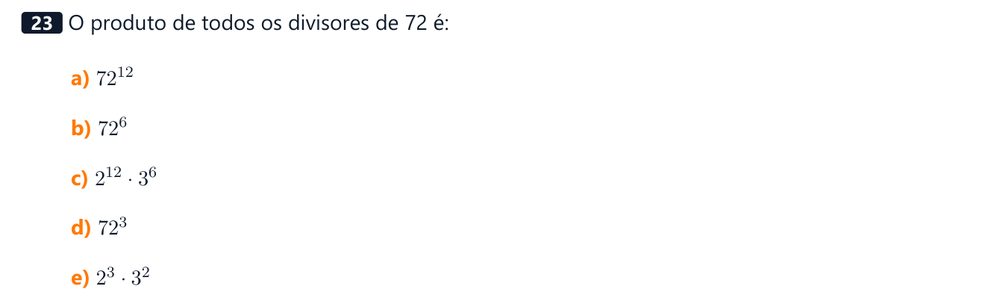 23 O produto de todos os divisores de 72 é:
a) 72^12
b) 72^6
c) 2^12 · 3^6
d) 72^3
e) 2^3 · 3^2